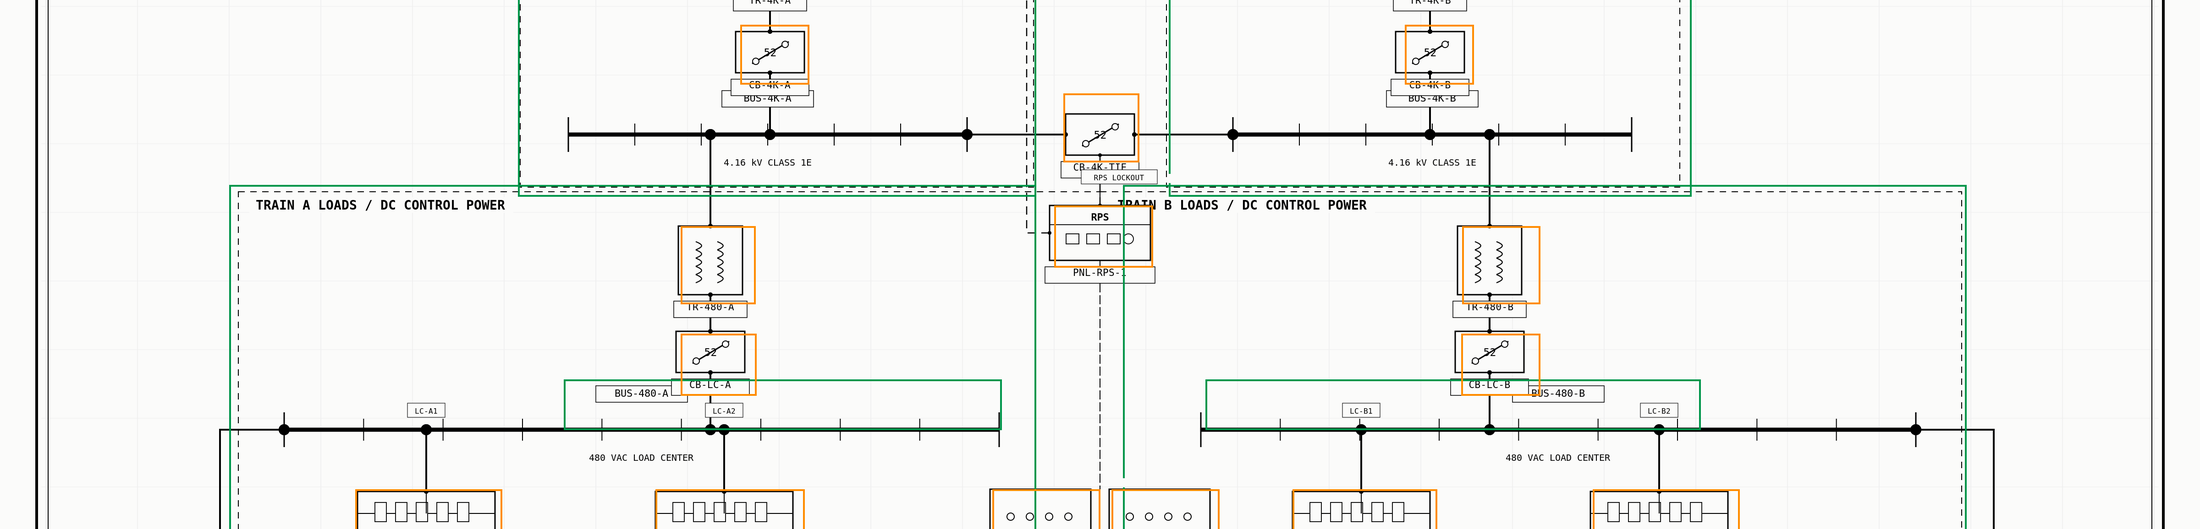 TR-4K-A
TR-4K-B
52
52
CB-4K-A
CB-4K-B
BUS-4K-A
BUS-4K-B
52
4.16 kV CLASS 1E
4.16 kV CLASS 1E
CB-4K-TIE
RPS LOCKOUT
TRAIN A LOADS / DC CONTROL POWER
TRAIN B LOADS / DC CONTROL POWER
RPS
PNL-RPS-1
TR-480-A
TR-480-B
52
52
CB-LC-A
CB-LC-B
BUS-480-A
BUS-480-B
LC-A1
LC-A2
LC-B1
LC-B2
480 VAC LOAD CENTER
480 VAC LOAD CENTER